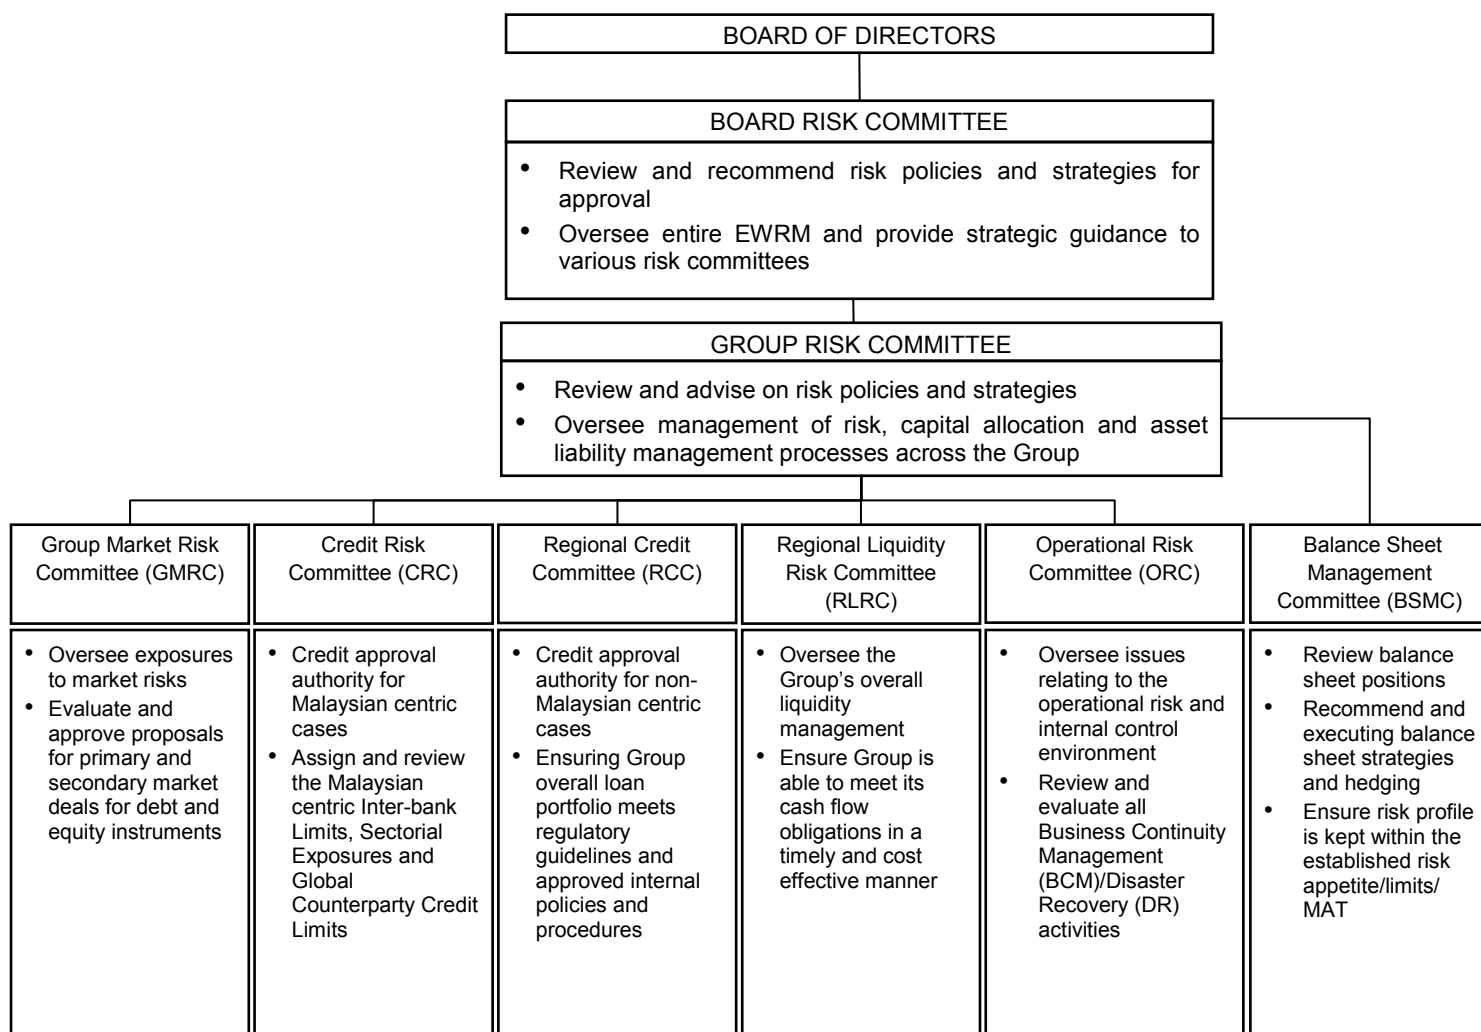 BOARD OF DIRECTORS
BOARD RISK COMMITTEE
• Review and recommend risk policies and strategies for
approval
• Oversee entire EWRM and provide strategic guidance to
various risk committees
GROUP RISK COMMITTEE
• Review and advise on risk policies and strategies
• Oversee management of risk, capital allocation and asset
liability management processes across the Group
Group Market Risk
Committee (GMRC)
• Oversee exposures
to market risks
• Evaluate and
approve proposals
for primary and
secondary market
deals for debt and
equity instruments
Credit Risk
Committee (CRC)
• Credit approval
authority for
Malaysian centric
cases
• Assign and review
the Malaysian
centric Inter-bank
Limits, Sectorial
Exposures and
Global
Counterparty Credit
Limits
Regional Credit
Committee (RCC)
• Credit approval
authority for non-
Malaysian centric
cases
• Ensuring Group
overall loan
portfolio meets
regulatory
guidelines and
approved internal
policies and
procedures
Regional Liquidity
Risk Committee
(RLRC)
• Oversee the
Group’s overall
liquidity
management
• Ensure Group is
able to meet its
cash flow
obligations in a
timely and cost
effective manner
Operational Risk
Committee (ORC)
• Oversee issues
relating to the
operational risk and
internal control
environment
• Review and
evaluate all
Business Continuity
Management
(BCM)/Disaster
Recovery (DR)
activities
Balance Sheet
Management
Committee (BSMC)
• Review balance
sheet positions
• Recommend and
executing balance
sheet strategies
and hedging
• Ensure risk profile
is kept within the
established risk
appetite/limits/
MAT